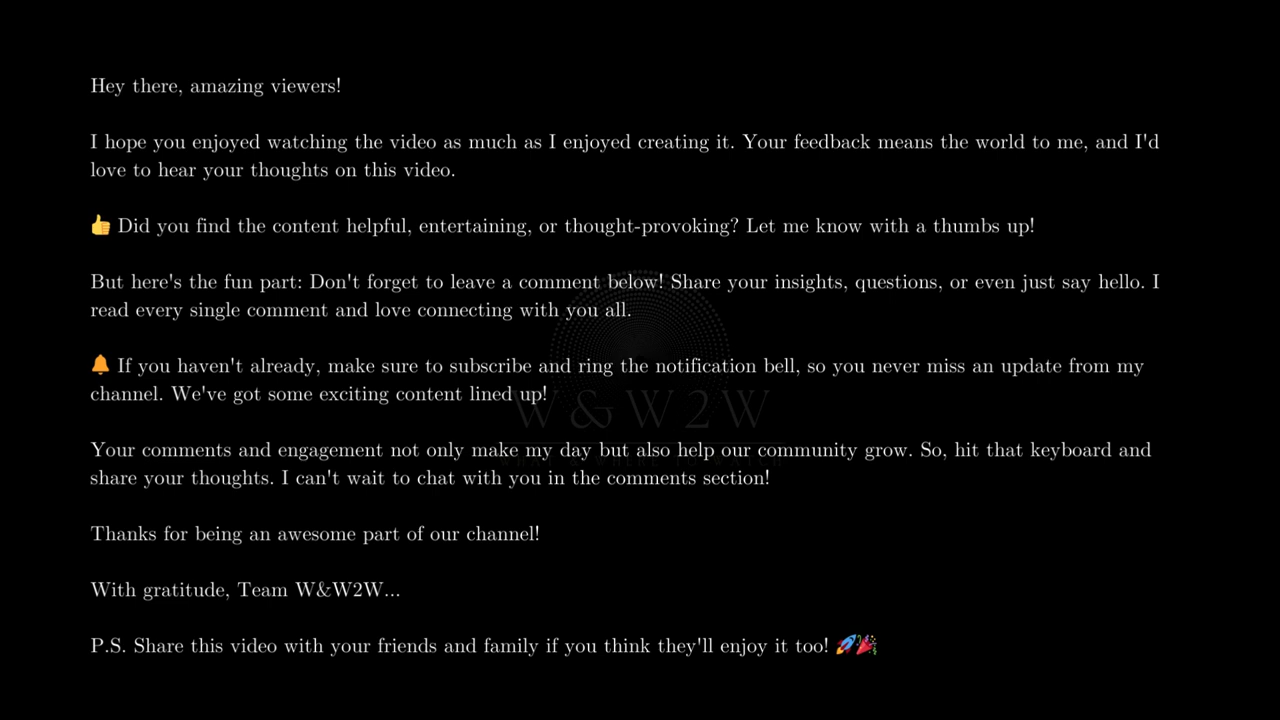 Hey there, amazing viewers!
I hope you enjoyed watching the video as much as I enjoyed creating it. Your feedback means the world to me, and I'd
love to hear your thoughts on this video.
👍 Did you find the content helpful, entertaining, or thought-provoking? Let me know with a thumbs up!
But here's the fun part: Don't forget to leave a comment below! Share your insights, questions, or even just say hello. I
read every single comment and love connecting with you all.
🔔 If you haven't already, make sure to subscribe and ring the notification bell, so you never miss an update from my
channel. We've got some exciting content lined up!
W&W2W
Your comments and engagement not only make my day but also help our community grow. So, hit that keyboard and
share your thoughts. I can't wait to chat with you in the comments section!
Thanks for being an awesome part of our channel!
With gratitude, Team W&W2W...
P.S. Share this video with your friends and family if you think they'll enjoy it too! 🚀🎉